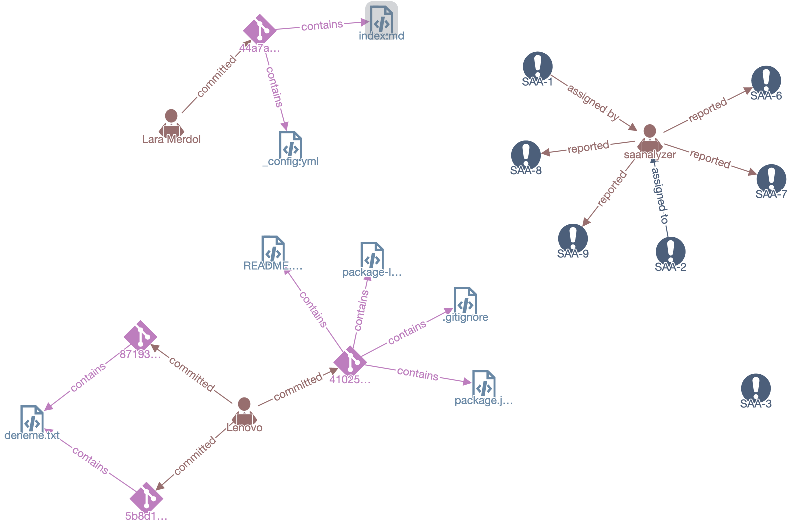 contains
index.md
44a7a...
committed
contains
Lara Merdol
_config.yml
SAA-1
SAA-6
assigned by
reported
saanalyzer
SAA-8
reported
reported
SAA-7
reported
assigned to
SAA-9
SAA-2
README....
package-l...
contains
contains
.gitignore
contains
87193...
committed
committed
41025...
contains
contains
package.j...
SAA-3
deneme.txt
Lenovo
contains
committed
5b8d1...